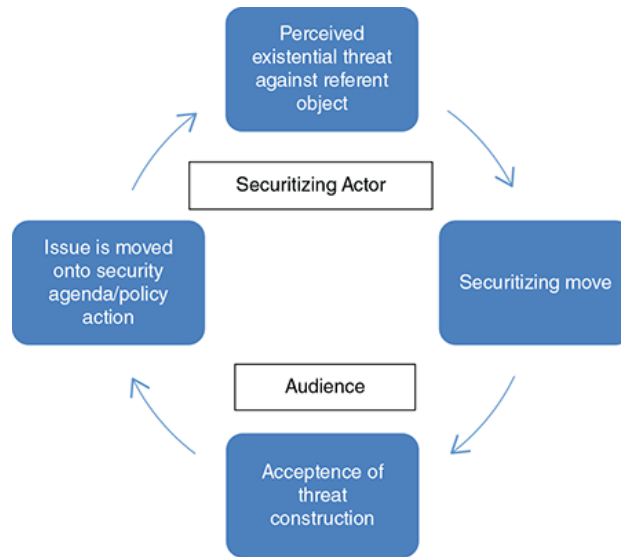 Perceived
existential threat
against referent
object
Securitizing Actor
Issue is moved
onto security
agenda/policy
action
Securitizing move
Audience
Acceptence of
threat
construction